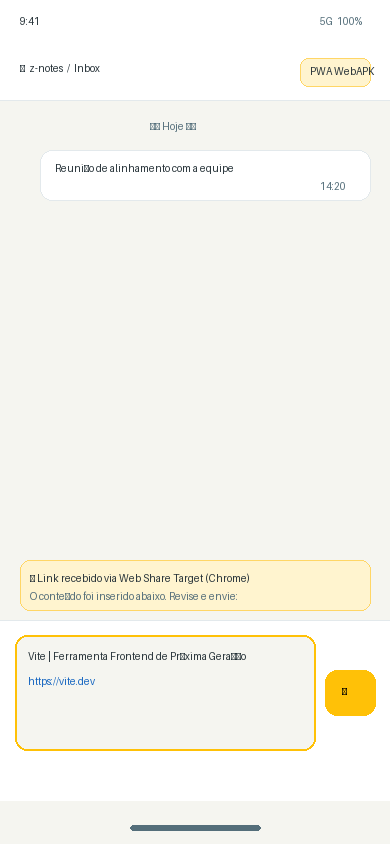 9:41
5G 100%
z-notes / Inbox
PWA WebAPK
Hoje
de alinhamento com a equipe
14:20
Link recebido via Web Share Target (Chrome)
O foi inserido abaixo. Revise e envie:
Vite | Ferramenta Frontend de
https://vite.dev